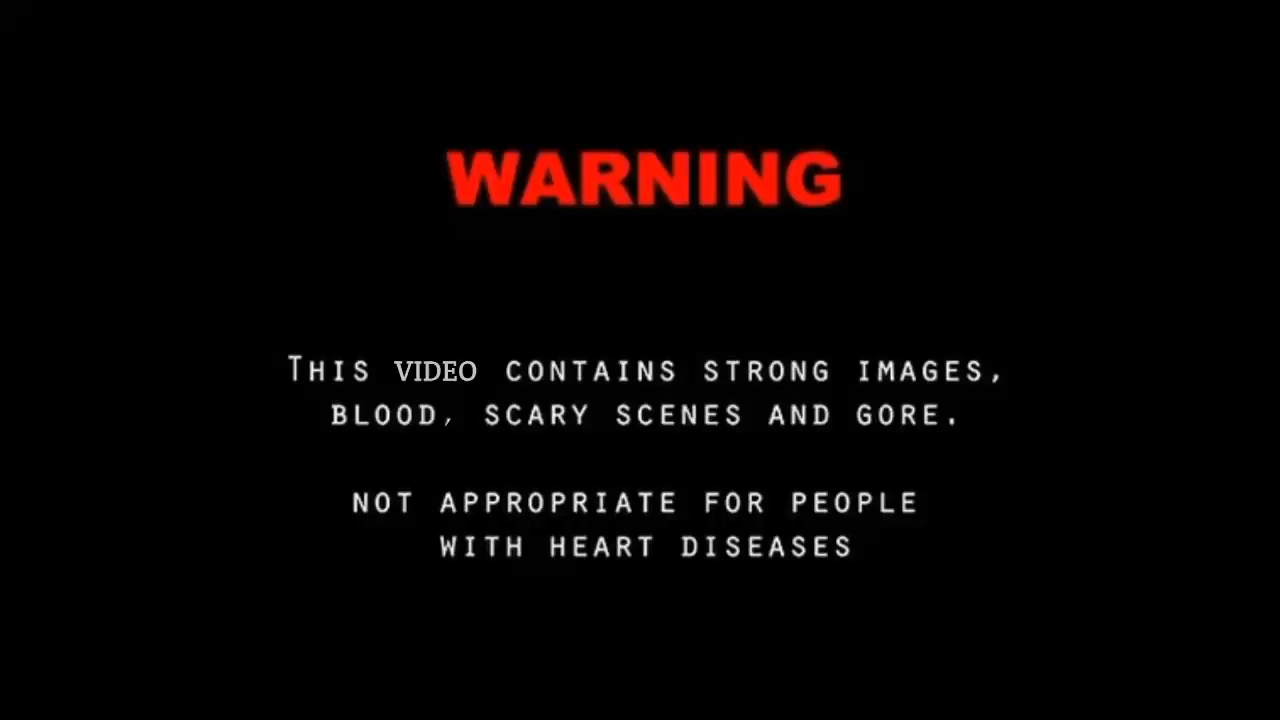 WARNING
THIS VIDEO CONTAINS STRONG IMAGES,
BLOOD, SCARY SCENES AND GORE.
NOT APPROPRIATE FOR PEOPLE
WITH HEART DISEASES